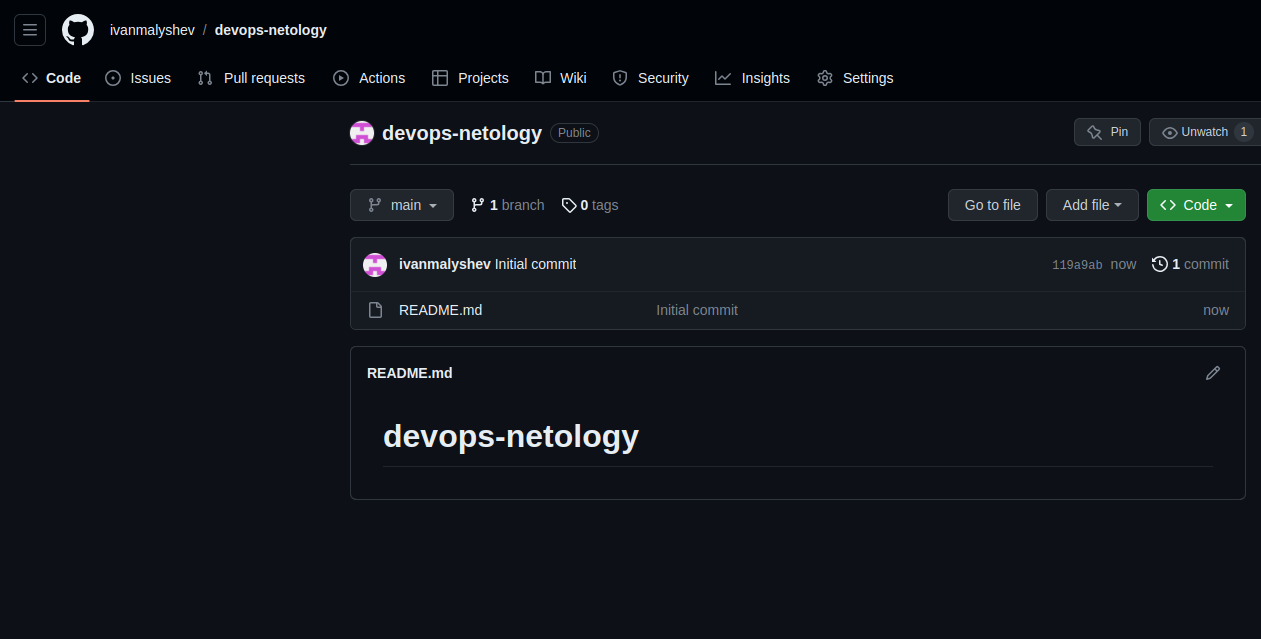 ivanmalyshev / devops-netology
Code Issues Pull requests Actions Projects Wiki Security Insights Settings
devops-netology Public Pin Unwatch 1
main 1 branch 0 tags Go to file Add file Code
ivanmalyshev Initial commit 119a9ab now 1 commit
README.md Initial commit now
README.md
devops-netology